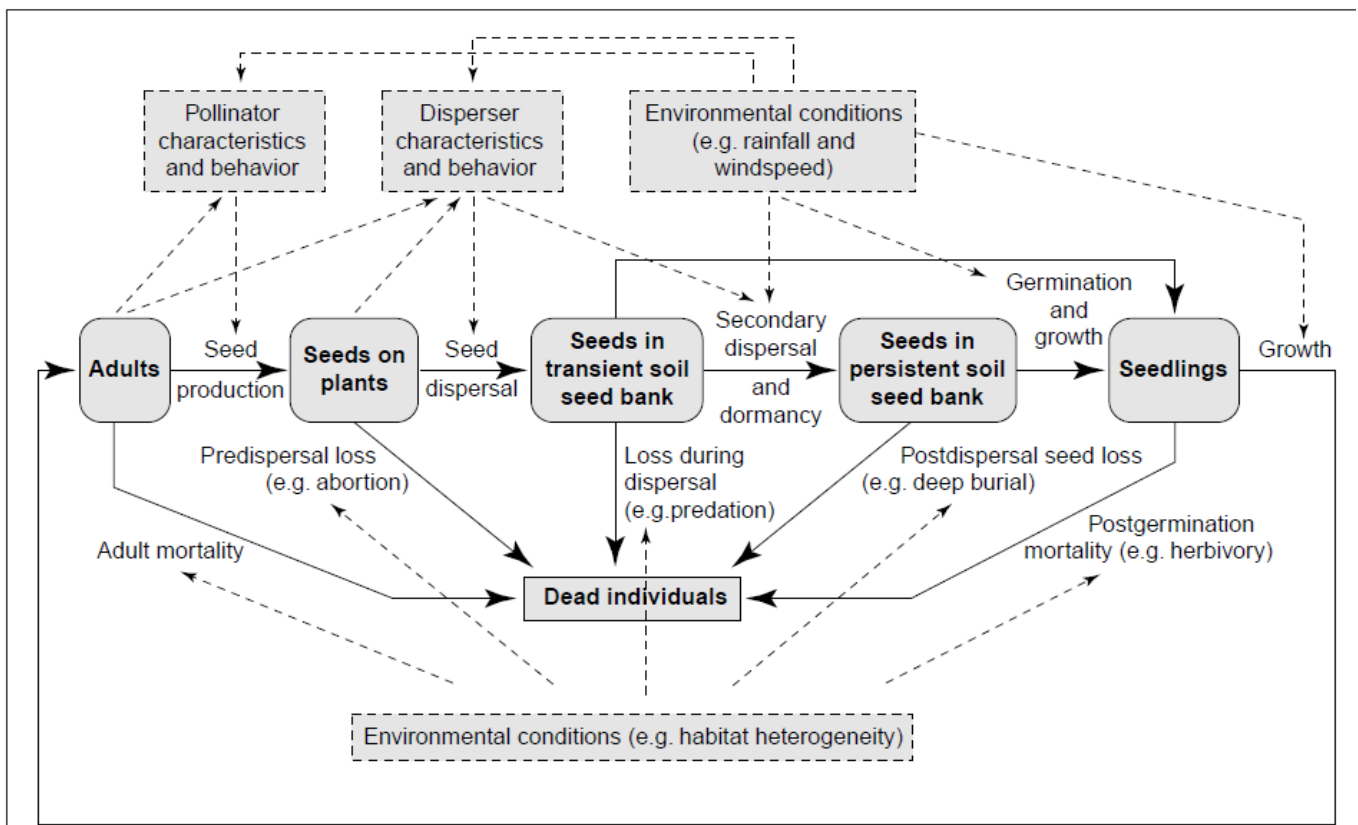 Pollinator
characteristics
and behavior
Disperser
characteristics
and behavior
Environmental conditions
(e.g. rainfall and
windspeed)
Adults
Seed
production
Seeds on
plants
Seed
dispersal
Seeds in
transient soil
seed bank
Secondary
dispersal
and
dormancy
Seeds in
persistent soil
seed bank
Germination
and
growth
Seedlings
Growth
Predispersal loss
(e.g. abortion)
Loss during
dispersal
(e.g.predation)
Postdispersal seed loss
(e.g. deep burial)
Adult mortality
Postgermination
mortality (e.g. herbivory)
Dead individuals
Environmental conditions (e.g. habitat heterogeneity)